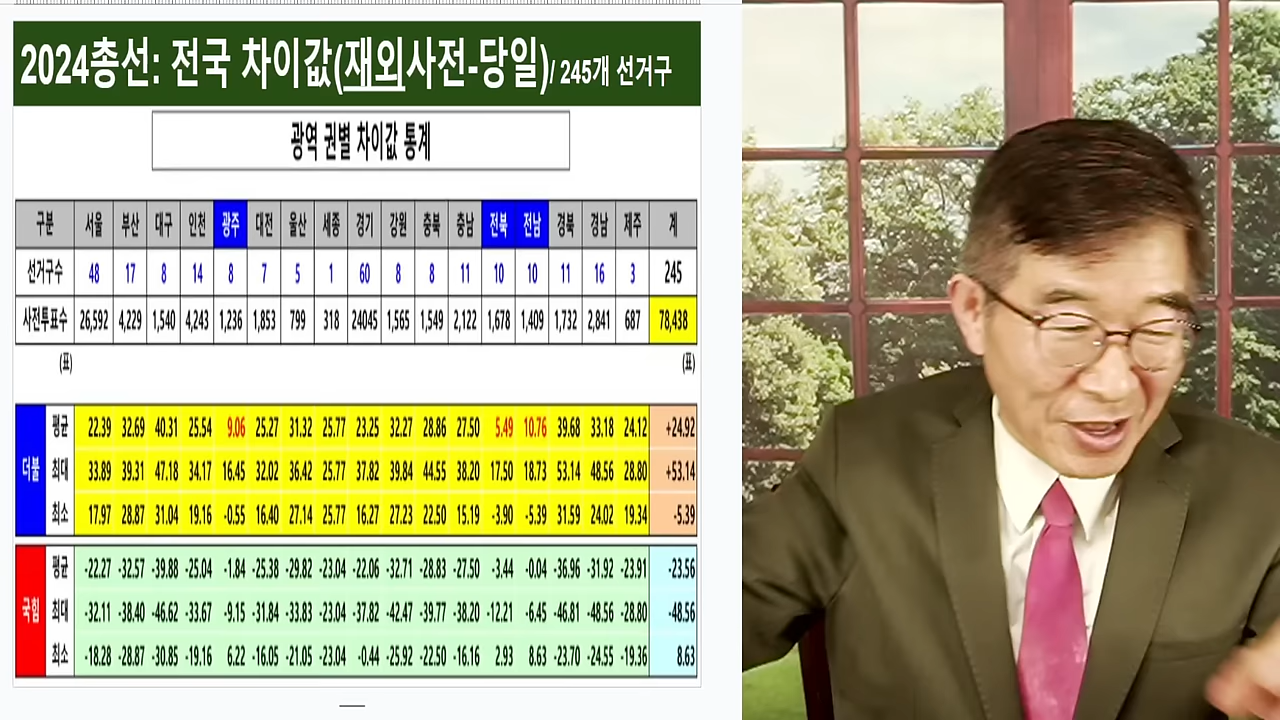 2024총선: 전국 차이값(재외사전-당일)/ 245개 선거구
광역 권별 차이값 통계
구분 서울 부산 대구 인천 광주 대전 울산 세종 경기 강원 충북 충남 전북 전남 경북 경남 제주 계
선거구수 48 17 8 14 8 7 5 1 60 8 8 11 10 10 11 16 3 245
사전투표수 26,592 4,229 1,540 4,243 1,236 1,853 799 318 24045 1,565 1,549 2,122 1,678 1,409 1,732 2,841 687 78,438
(표) (표)
평균 22.39 32.69 40.31 25.54 9.06 25.27 31.32 25.77 23.25 32.27 28.86 27.50 5.49 10.76 39.68 33.18 24.12 +24.92
더불 최대 33.89 39.31 47.18 34.17 16.45 32.02 36.42 25.77 37.82 39.84 44.55 38.20 17.50 18.73 53.14 48.56 28.80 +53.14
최소 17.97 28.87 31.04 19.16 -0.55 16.40 27.14 25.77 16.27 27.23 22.50 15.19 -3.90 -5.39 31.59 24.02 19.34 -5.39
평균 -22.27 -32.57 -39.88 -25.04 -1.84 -25.38 -29.82 -23.04 -22.06 -32.71 -28.83 -27.50 -3.44 -0.04 -36.96 -31.92 -23.91 -23.56
국힘 최대 -32.11 -38.40 -46.62 -33.67 -9.15 -31.84 -33.83 -23.04 -37.82 -42.47 -39.77 -38.20 -12.21 -6.45 -46.81 -48.56 -28.80 -48.56
최소 -18.28 -28.87 -30.85 -19.16 6.22 -16.05 -21.05 -23.04 -0.44 -25.92 -22.50 -16.16 2.93 8.63 -23.70 -24.55 -19.36 8.63